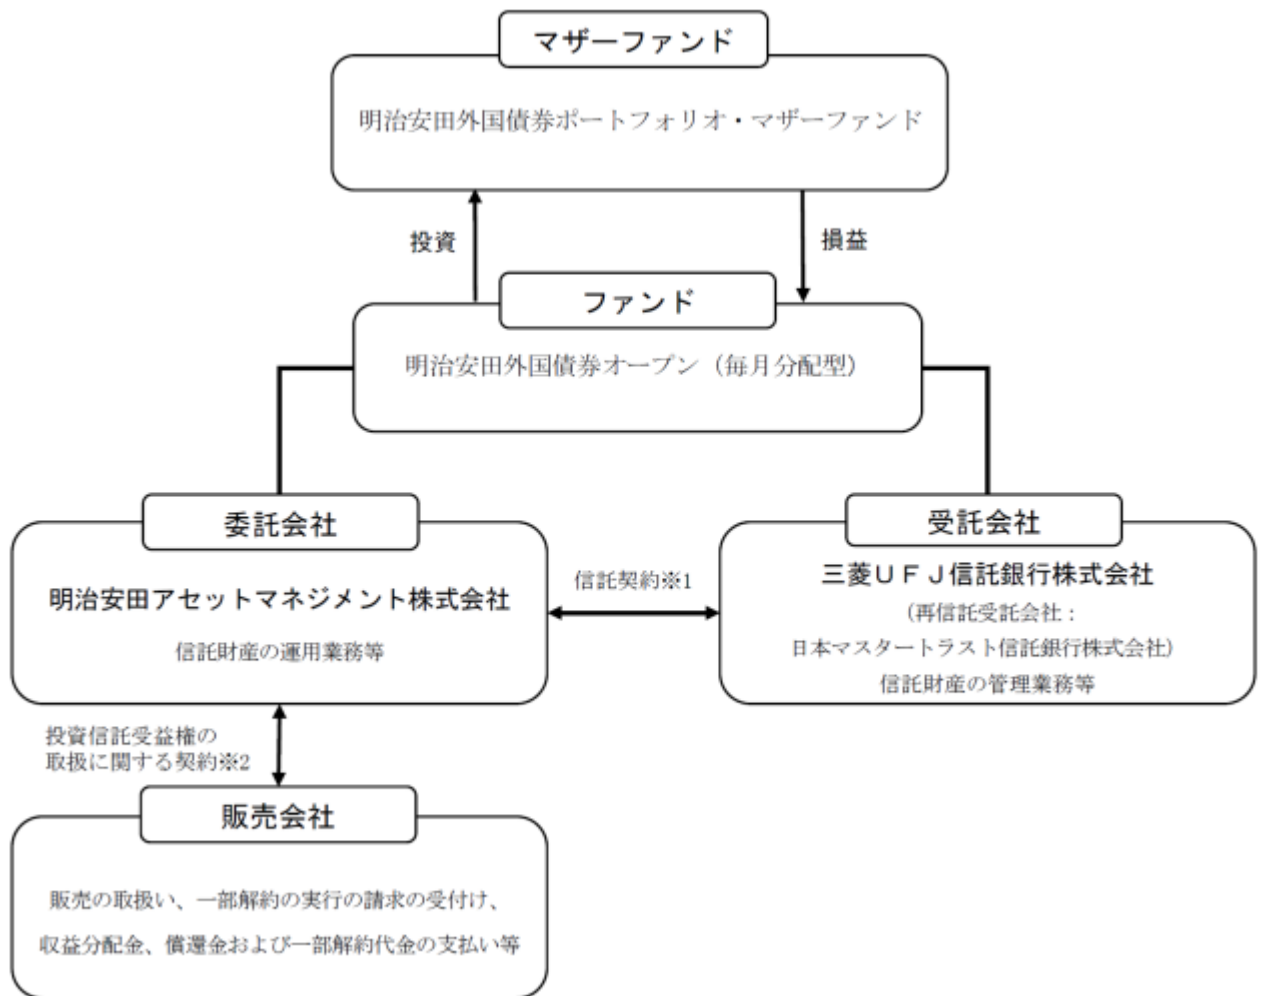 マザーファンド
明治安田外国債券ポートフォリオ・マザーファンド
投資
損益
ファンド
明治安田外国債券オープン（毎月分配型）
委託会社
明治安田アセットマネジメント株式会社
信託財産の運用業務等
信託契約※1
受託会社
三菱ＵＦＪ信託銀行株式会社
（再信託受託会社：
日本マスタートラスト信託銀行株式会社）
信託財産の管理業務等
投資信託受益権の
取扱に関する契約※2
販売会社
販売の取扱い、一部解約の実行の請求の受付け、
収益分配金、償還金および一部解約代金の支払い等